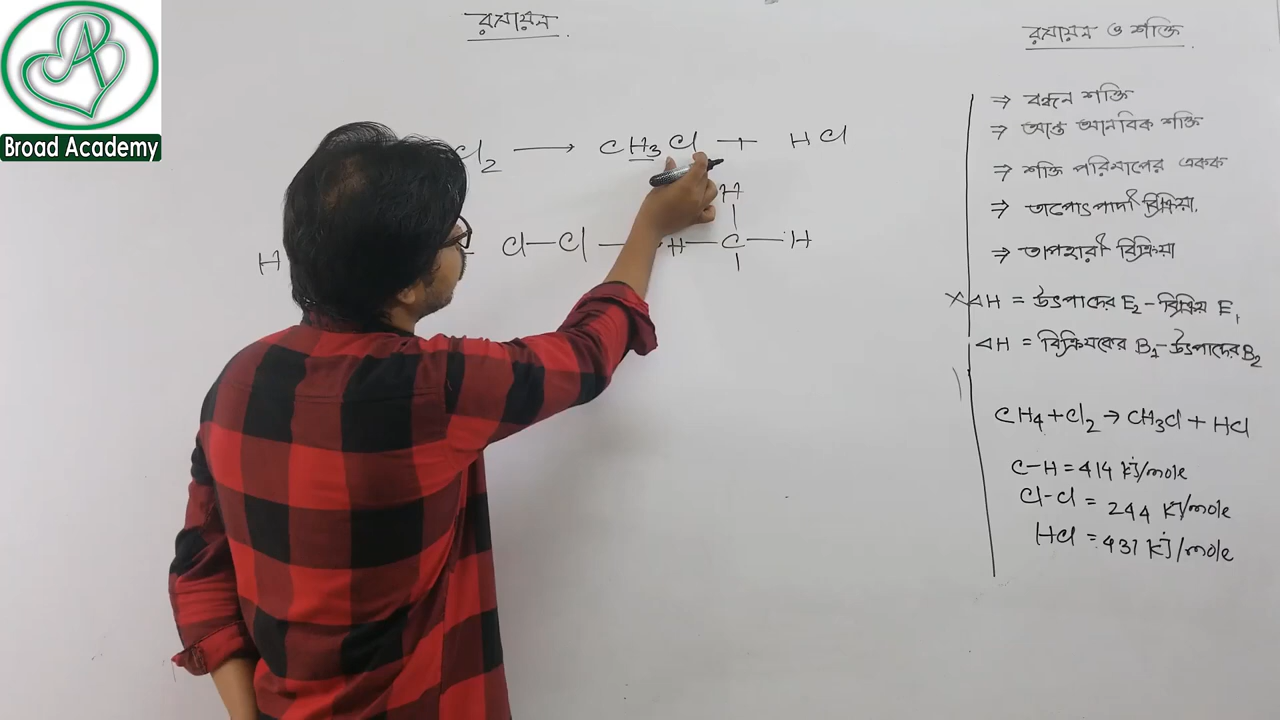 Broad Academy
রসায়ন
Cl2 → CH3Cl + HCl
H
H Cl—Cl — H—C—H
রসায়ন ও শক্তি
⇒ বন্ধন শক্তি
⇒ আন্ত আনবিক শক্তি
⇒ শক্তি পরিমাপের একক
⇒ তাপোৎপাদী বিক্রিয়া.
⇒ তাপহারী বিক্রিয়া
×ΔH = উৎপাদের E2 - বিক্রিয় E1
ΔH = বিক্রিয়কের B1 - উৎপাদের B2
CH4 + Cl2 → CH3Cl + HCl
C-H = 414 kJ/mole
Cl-Cl = 244 kJ/mole
HCl = 431 kJ/mole